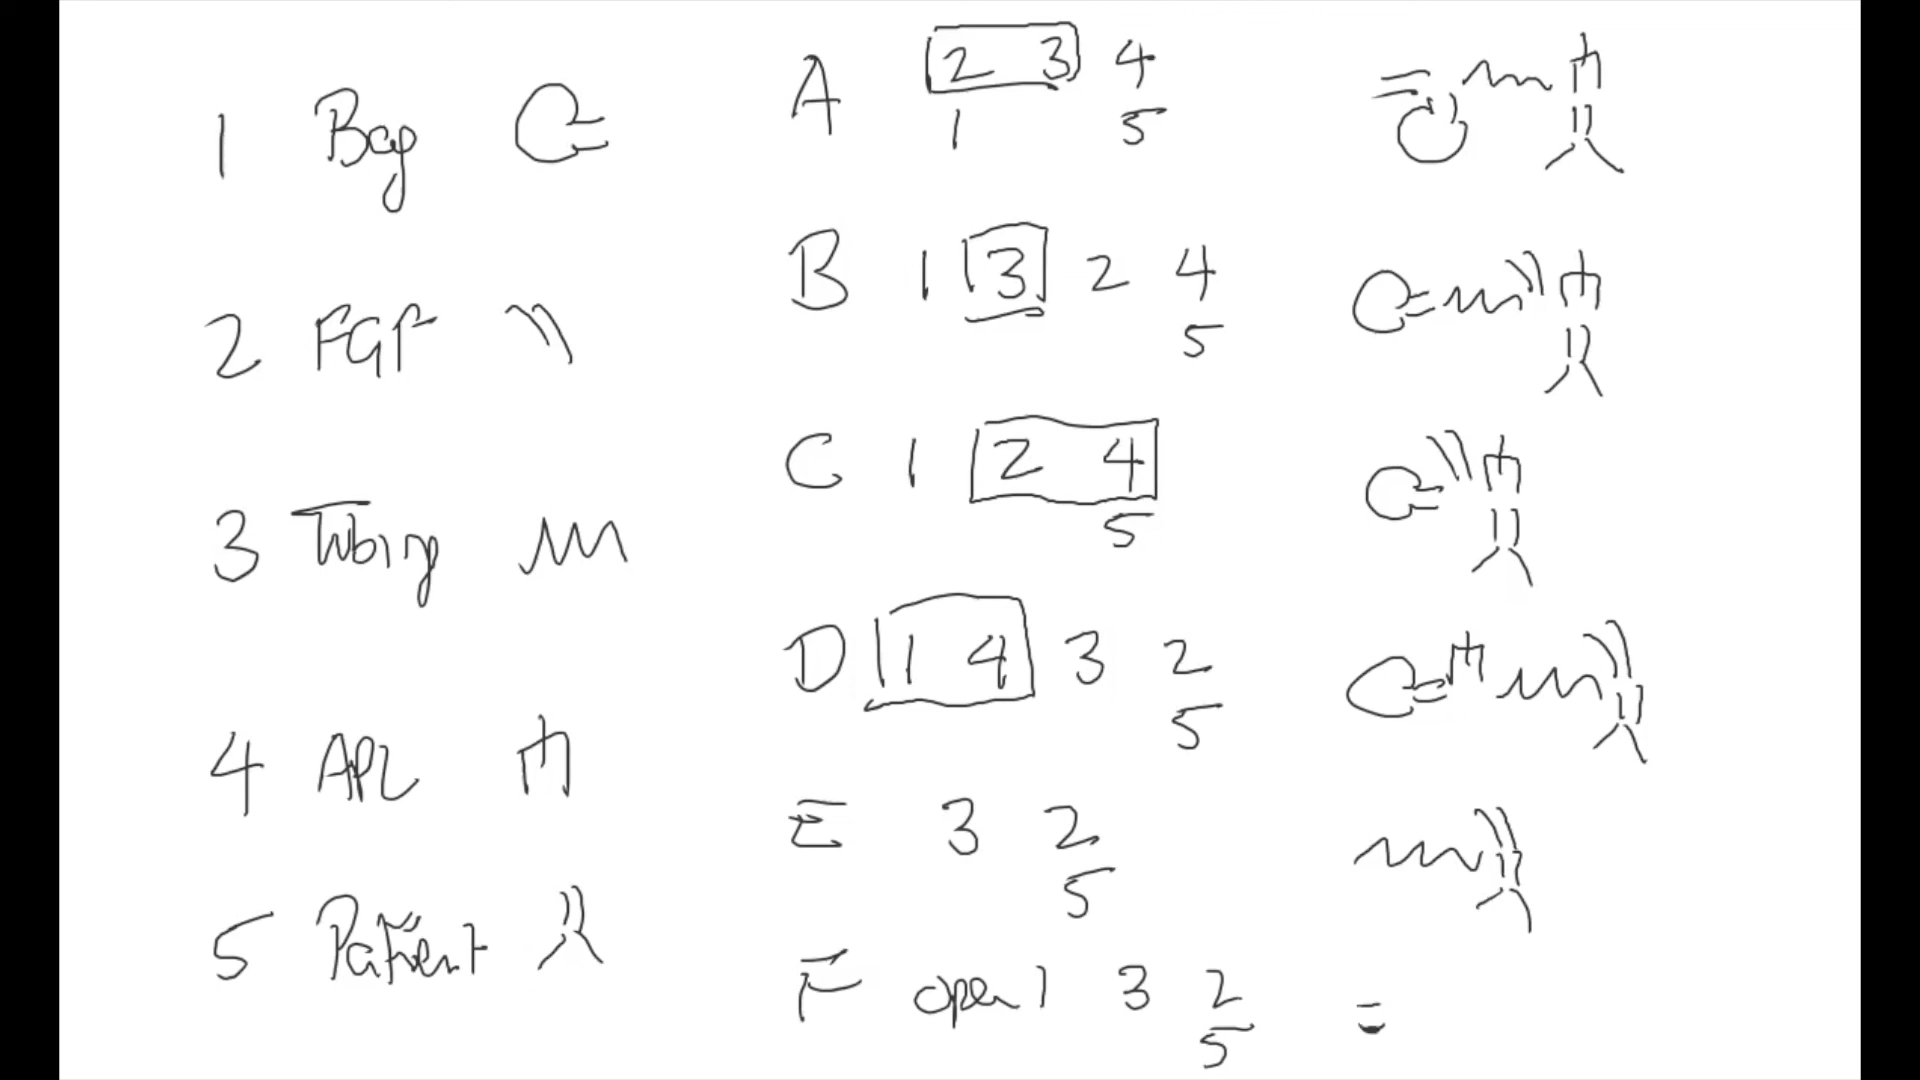 1 Bag
2 FGF
3 Tubing
4 APL
5 Patient
A 2 3 4
1 5
B 1 3 2 4
5
C 1 2 4
5
D 1 4 3 2
5
E 3 2
5
F open 1 3 2
5